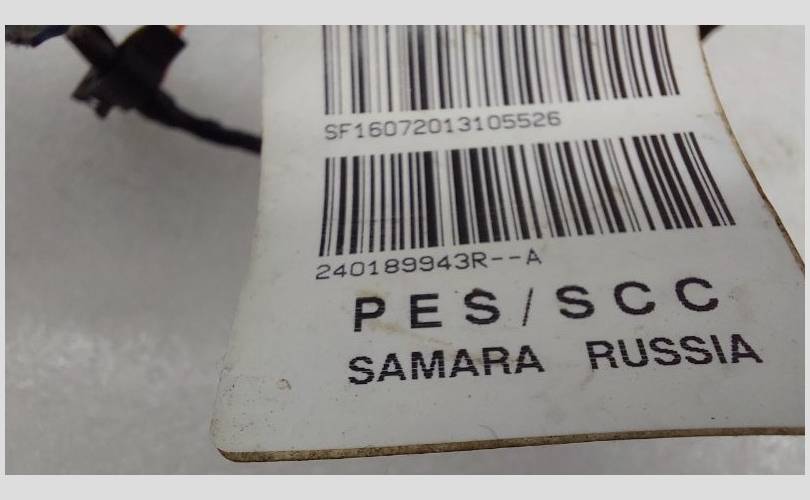 SF16072013105526
240189943R--A
PES/SCC
SAMARA RUSSIA